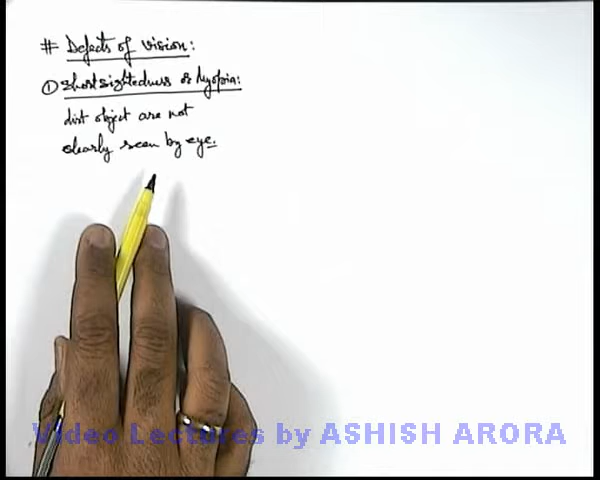 # Defects of Vision:
① Shortsightedness or Myopia:
dist object are not
clearly seen by eye.
Video Lectures by ASHISH ARORA